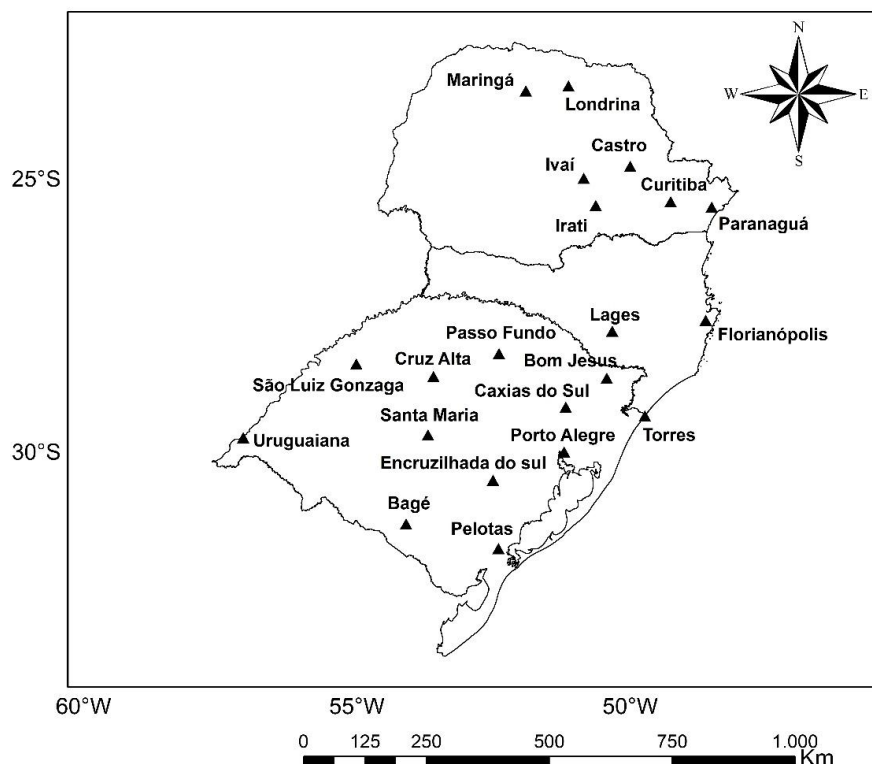 N
Maringá
W
E
Londrina
S
Castro
Ivaí
25°S
Curitiba
Irati
Paranaguá
Lages
Passo Fundo
Florianópolis
Cruz Alta
Bom Jesus
São Luiz Gonzaga
Caxias do Sul
Santa Maria
Porto Alegre
Torres
Uruguaiana
30°S
Encruzilhada do sul
Bagé
Pelotas
60°W
55°W
50°W
0 125 250 500 750 1.000
Km